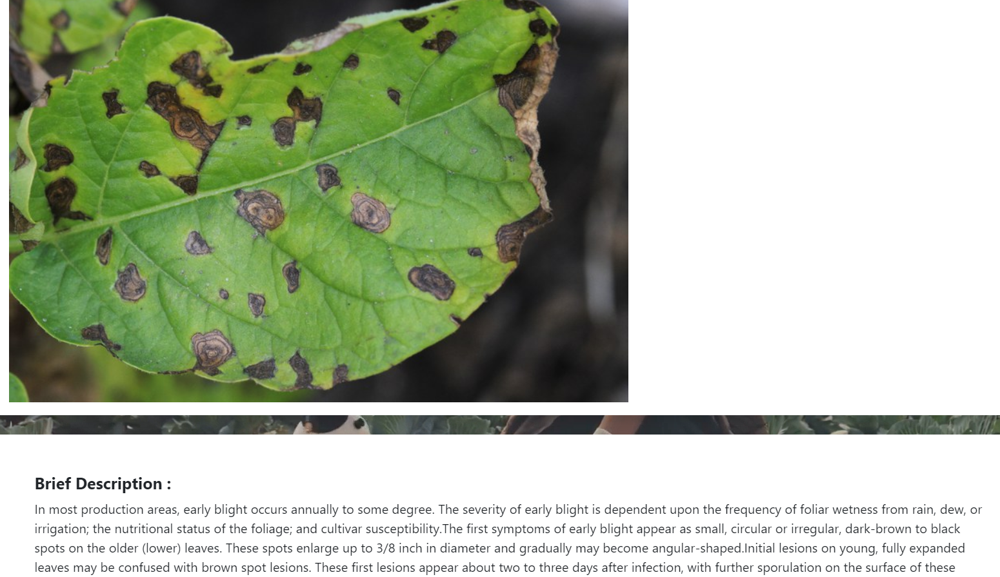 Brief Description :
In most production areas, early blight occurs annually to some degree. The severity of early blight is dependent upon the frequency of foliar wetness from rain, dew, or
irrigation; the nutritional status of the foliage; and cultivar susceptibility.The first symptoms of early blight appear as small, circular or irregular, dark-brown to black
spots on the older (lower) leaves. These spots enlarge up to 3/8 inch in diameter and gradually may become angular-shaped.Initial lesions on young, fully expanded
leaves may be confused with brown spot lesions. These first lesions appear about two to three days after infection, with further sporulation on the surface of these